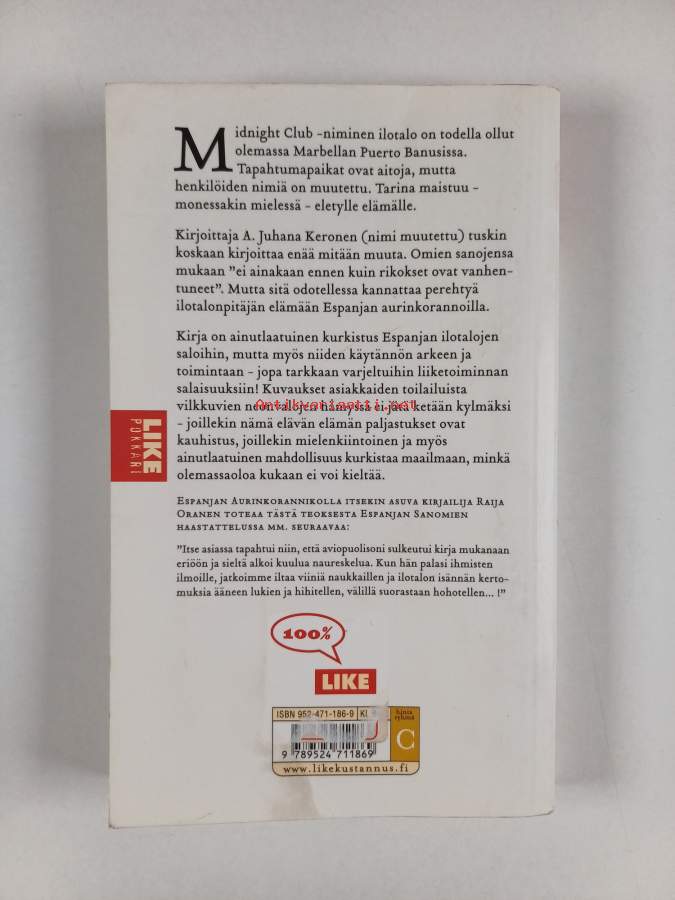 Midnight Club -niminen ilotalo on todella ollut
olemassa Marbellan Puerto Banusissa.
Tapahtumapaikat ovat aitoja, mutta
henkilöiden nimiä on muutettu. Tarina maistuu -
monessakin mielessä - eletylle elämälle.
Kirjoittaja A. Juhana Keronen (nimi muutettu) tuskin
koskaan kirjoittaa enää mitään muuta. Omien sanojensa
mukaan ”ei ainakaan ennen kuin rikokset ovat vanhen-
tuneet”. Mutta sitä odotellessa kannattaa perehtyä
ilotalonpitäjän elämään Espanjan aurinkorannoilla.
Kirja on ainutlaatuinen kurkistus Espanjan ilotalojen
saloihin, mutta myös niiden käytännön arkeen ja
toimintaan - jopa tarkkaan varjeltuihin liiketoiminnan
salaisuuksiin! Kuvaukset asiakkaiden toilailuista
Antikvariaatti.net
vilkkuvien neonvalojen hämyssä ei jätä ketään kylmäksi
- joillekin nämä elävän elämän paljastukset ovat
kauhistus, joillekin mielenkiintoinen ja myös
ainutlaatuinen mahdollisuus kurkistaa maailmaan, minkä
olemassaoloa kukaan ei voi kieltää.
LIKE
POKKARI
Espanjan Aurinkorannikolla itsekin asuva kirjailija Raija
Oranen toteaa tästä teoksesta Espanjan Sanomien
haastattelussa mm. seuraavaa:
”Itse asiassa tapahtui niin, että aviopuolisoni sulkeutui kirja mukanaan
eriöön ja sieltä alkoi kuulua naureskelua. Kun hän palasi ihmisten
ilmoille, jatkoimme iltaa viiniä naukkaillen ja ilotalon isännän kerto-
muksia ääneen lukien ja hihitellen, välillä suorastaan hohotellen... !”
100%
LIKE
ISBN 952-471-186-9
hinta
ryhmä
C
9 789524 711869
www.likekustannus.fi